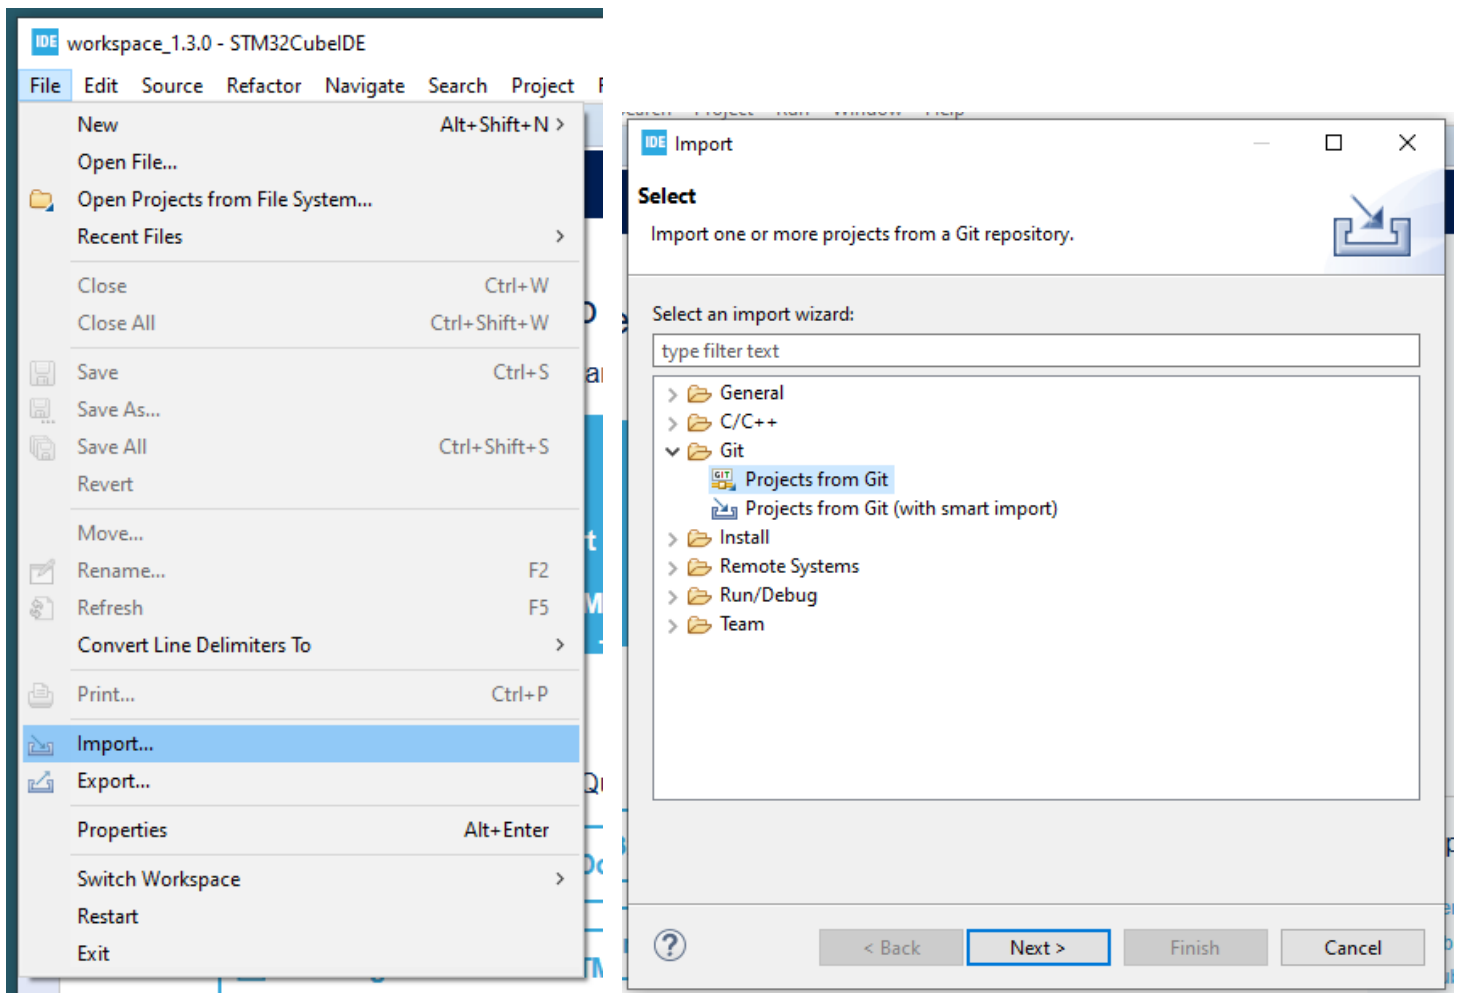 IDE workspace_1.3.0 - STM32CubeIDE
File Edit Source Refactor Navigate Search Project
New Alt+Shift+N >
Open File...
Open Projects from File System...
Recent Files >
Close Ctrl+W
Close All Ctrl+Shift+W
Save Ctrl+S
Save As...
Save All Ctrl+Shift+S
Revert
Move...
Rename... F2
Refresh F5
Convert Line Delimiters To >
Print... Ctrl+P
Import...
Export...
Properties Alt+Enter
Switch Workspace >
Restart
Exit
IDE Import
Select
Import one or more projects from a Git repository.
Select an import wizard:
type filter text
General
C/C++
Git
GIT Projects from Git
Projects from Git (with smart import)
Install
Remote Systems
Run/Debug
Team
? < Back Next > Finish Cancel